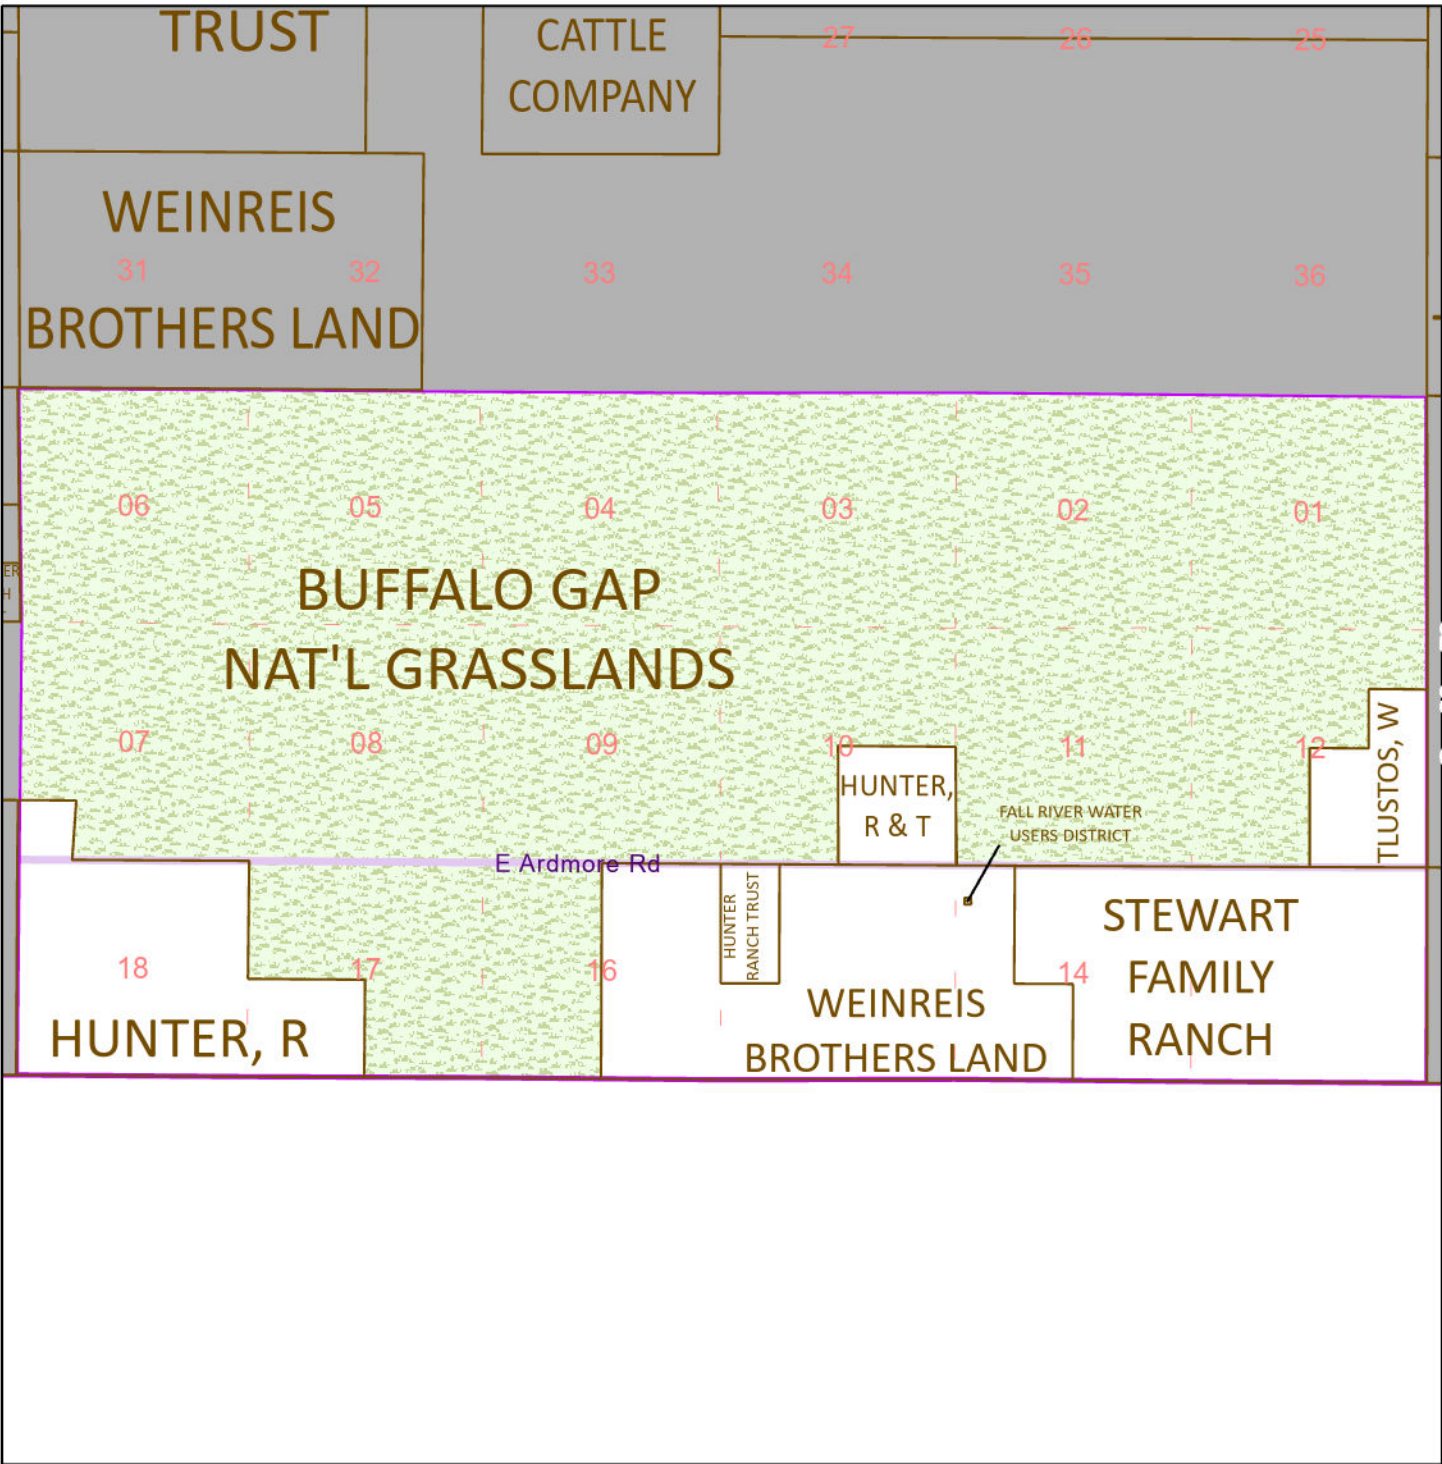 TRUST
CATTLE
COMPANY
27
26
25
WEINREIS
31
32
33
34
35
36
BROTHERS LAND
06
05
04
03
02
01
ER
H
BUFFALO GAP
NAT'L GRASSLANDS
07
08
09
10
11
12
TLUSTOS, W
HUNTER,
R & T
FALL RIVER WATER
USERS DISTRICT
E Ardmore Rd
HUNTER
RANCH TRUST
STEWART
FAMILY
RANCH
18
17
16
14
WEINREIS
BROTHERS LAND
HUNTER, R